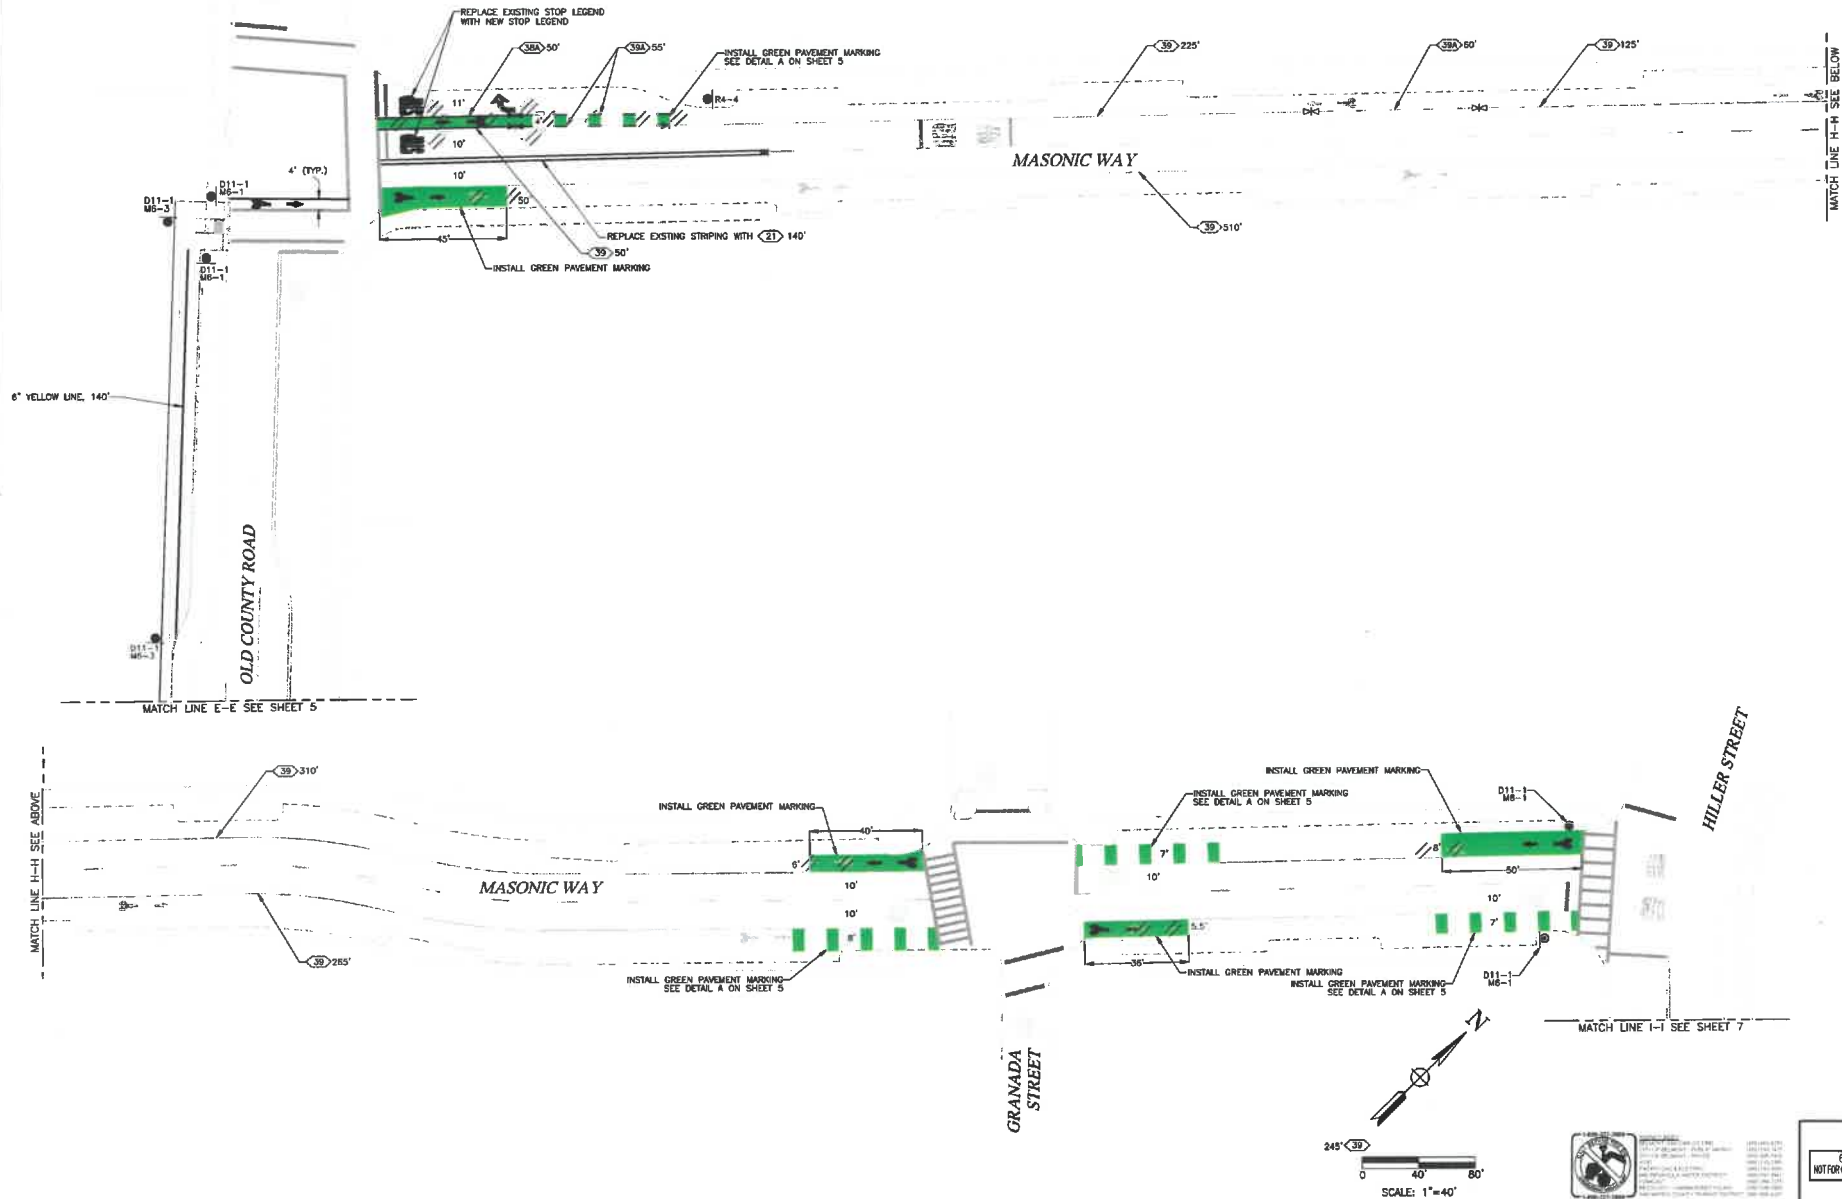 REPLACE EXISTING STOP LEGEND
WITH NEW STOP LEGEND
38A 50'
39A 55'
INSTALL GREEN PAVEMENT MARKING
SEE DETAIL A ON SHEET 5
39 225'
39A 60'
39 125'
MATCH LINE H-H SEE BELOW
R4-4
11'
10'
10'
MASONIC WAY
4' (TYP.)
D11-1
M6-1
D11-1
M6-3
50
45'
REPLACE EXISTING STRIPING WITH 21 140'
39 50'
INSTALL GREEN PAVEMENT MARKING
39 510'
D11-1
M6-1
6" YELLOW LINE, 140'
OLD COUNTY ROAD
D11-1
M6-3
MATCH LINE E-E SEE SHEET 5
HILLER STREET
MATCH LINE H-H SEE ABOVE
39 310'
INSTALL GREEN PAVEMENT MARKING
40'
6'
10'
10'
8'
MASONIC WAY
39 265'
INSTALL GREEN PAVEMENT MARKING
SEE DETAIL A ON SHEET 5
INSTALL GREEN PAVEMENT MARKING
SEE DETAIL A ON SHEET 5
INSTALL GREEN PAVEMENT MARKING
D11-1
M6-1
7'
10'
8'
50'
10'
7'
5.5'
36'
INSTALL GREEN PAVEMENT MARKING
INSTALL GREEN PAVEMENT MARKING
SEE DETAIL A ON SHEET 5
D11-1
M6-1
MATCH LINE I-I SEE SHEET 7
GRANADA
STREET
N
245' 39
0 40' 80'
SCALE: 1"=40'
NOT FOR